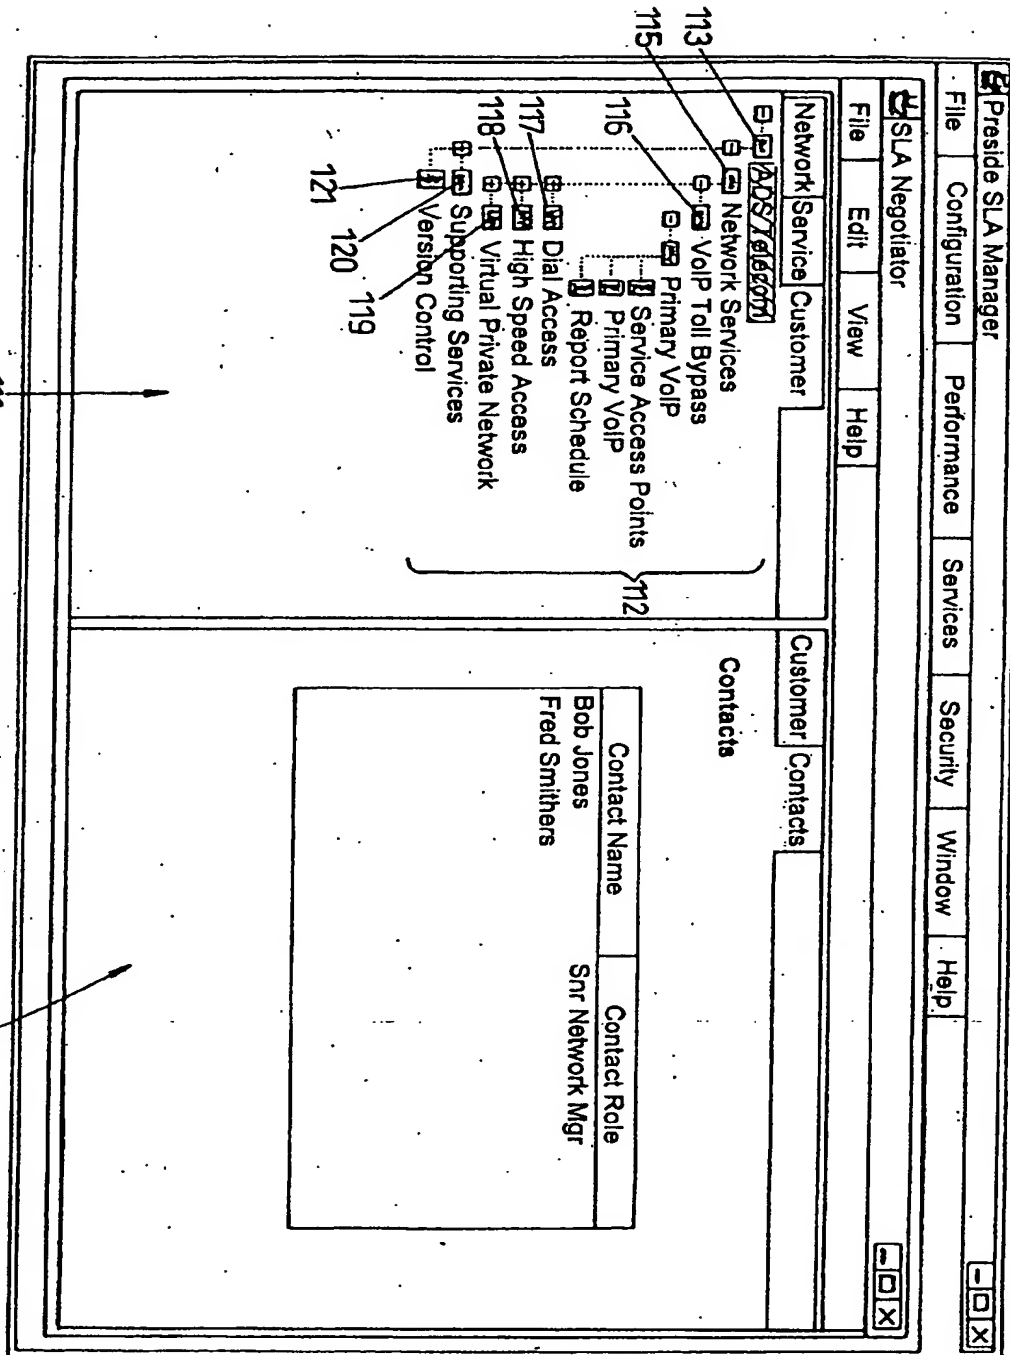 Preside SLA Manager
File Configuration Performance Services Security Window Help
SLA Negotiator
File Edit View Help
Network Service Customer
113
115
Network Services
116
VoIP Toll Bypass
Primary VoIP
Service Access Points
Primary VoIP
Report Schedule
117
Dial Access
118
High Speed Access
Virtual Private Network
119
Supporting Services
120
Version Control
121
112
Customer Contacts
Contacts
Contact Name Contact Role
Bob Jones Snr Network Mgr
Fred Smithers